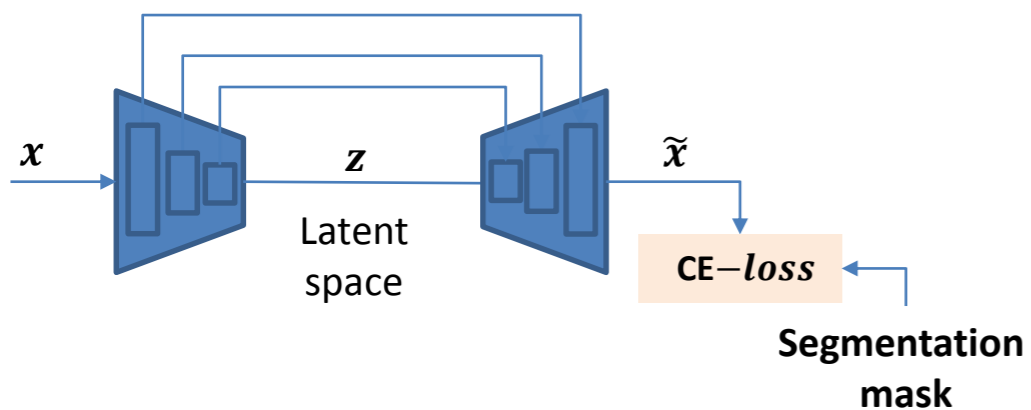 x
z
x̃
Latent
space
CE−loss
Segmentation
mask